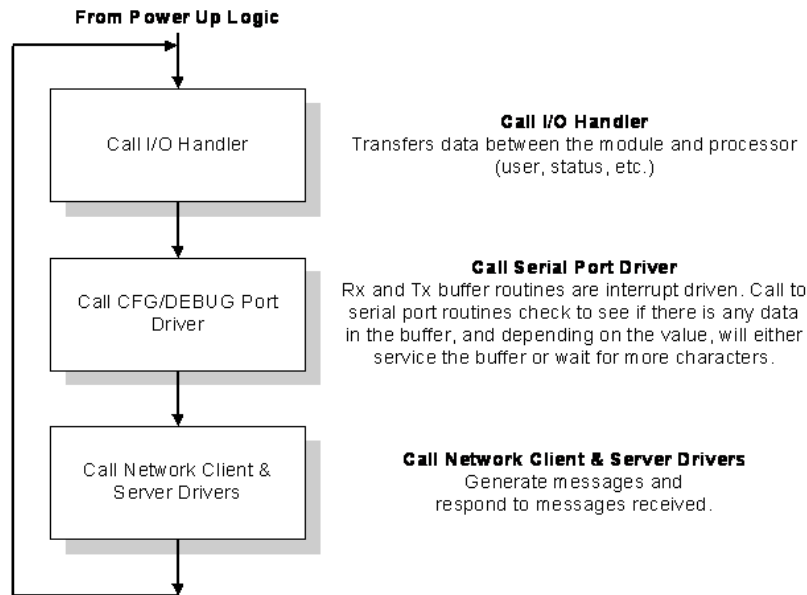 From Power Up Logic
Call I/O Handler
Call I/O Handler
Transfers data between the module and processor
(user, status, etc.)
Call CFG/DEBUG Port
Driver
Call Serial Port Driver
Rx and Tx buffer routines are interrupt driven. Call to
serial port routines check to see if there is any data
in the buffer, and depending on the value, will either
service the buffer or wait for more characters.
Call Network Client &
Server Drivers
Call Network Client & Server Drivers
Generate messages and
respond to messages received.